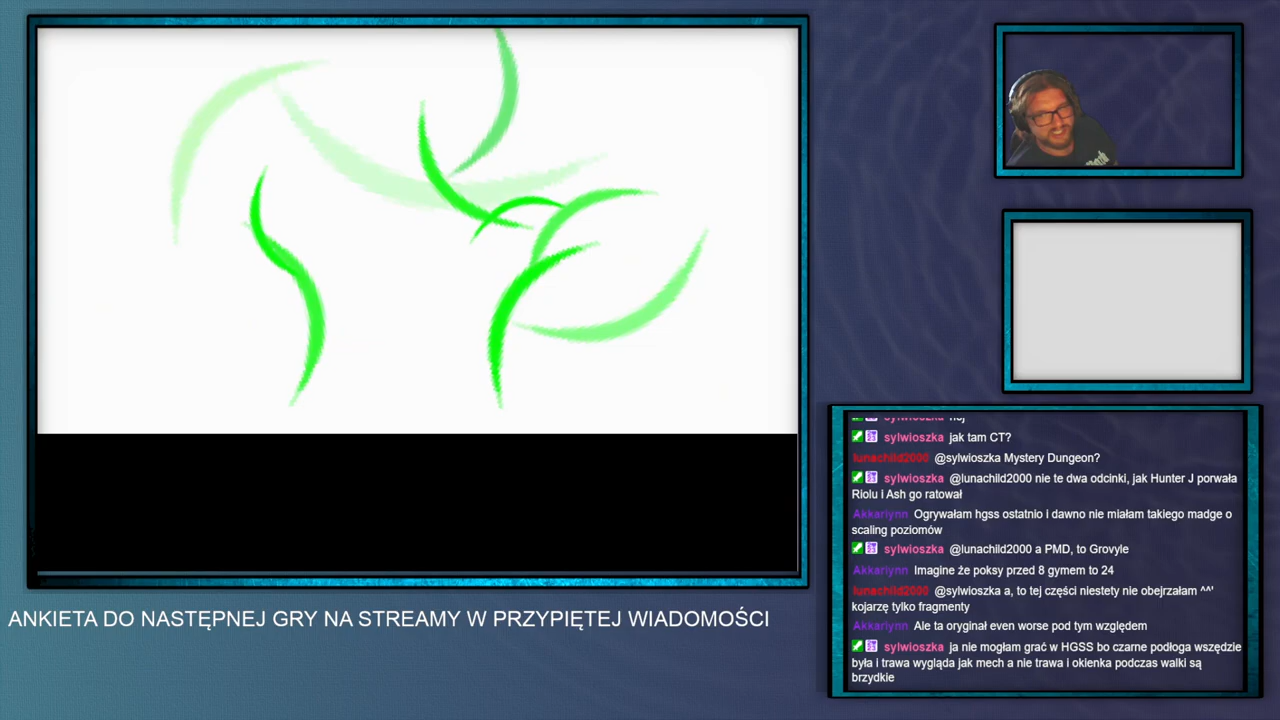 sylwioszka hej
sylwioszka jak tam CT?
lunachild2000 @sylwioszka Mystery Dungeon?
sylwioszka @lunachild2000 nie te dwa odcinki, jak Hunter J porwała
Riolu i Ash go ratował
Akkariynn Ogrywałam hgss ostatnio i dawno nie miałam takiego madge o
scaling poziomów
sylwioszka @lunachild2000 a PMD, to Grovyle
Akkariynn Imagine że poksy przed 8 gymem to 24
lunachild2000 @sylwioszka a, to tej części niestety nie obejrzałam ^^'
kojarzę tylko fragmenty
Akkariynn Ale ta oryginał even worse pod tym względem
sylwioszka ja nie mogłam grać w HGSS bo czarne podłoga wszędzie
była i trawa wygląda jak mech a nie trawa i okienka podczas walki są
brzydkie
ANKIETA DO NASTĘPNEJ GRY NA STREAMY W PRZYPIĘTEJ WIADOMOŚCI